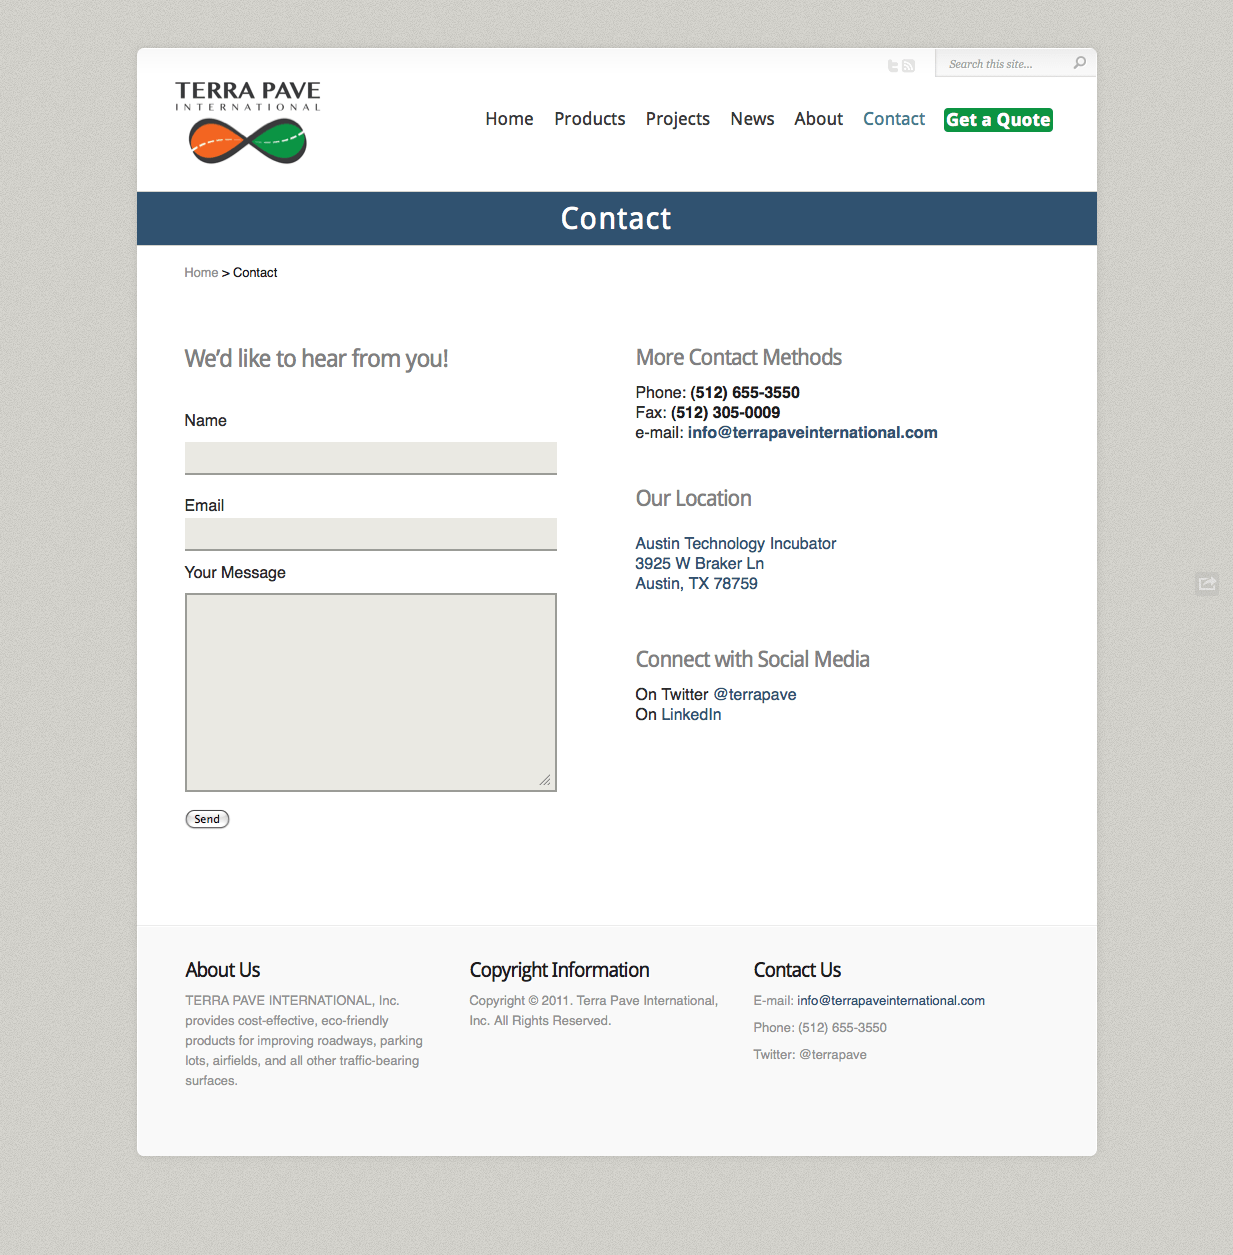 Search this site...
TERRA PAVE
INTERNATIONAL
Home Products Projects News About Contact Get a Quote
Contact
Home > Contact
We'd like to hear from you!
Name
Email
Your Message
Send
More Contact Methods
Phone: (512) 655-3550
Fax: (512) 305-0009
e-mail: info@terrapaveinternational.com
Our Location
Austin Technology Incubator
3925 W Braker Ln
Austin, TX 78759
Connect with Social Media
On Twitter @terrapave
On LinkedIn
About Us
TERRA PAVE INTERNATIONAL, Inc.
provides cost-effective, eco-friendly
products for improving roadways, parking
lots, airfields, and all other traffic-bearing
surfaces.
Copyright Information
Copyright © 2011. Terra Pave International,
Inc. All Rights Reserved.
Contact Us
E-mail: info@terrapaveinternational.com
Phone: (512) 655-3550
Twitter: @terrapave